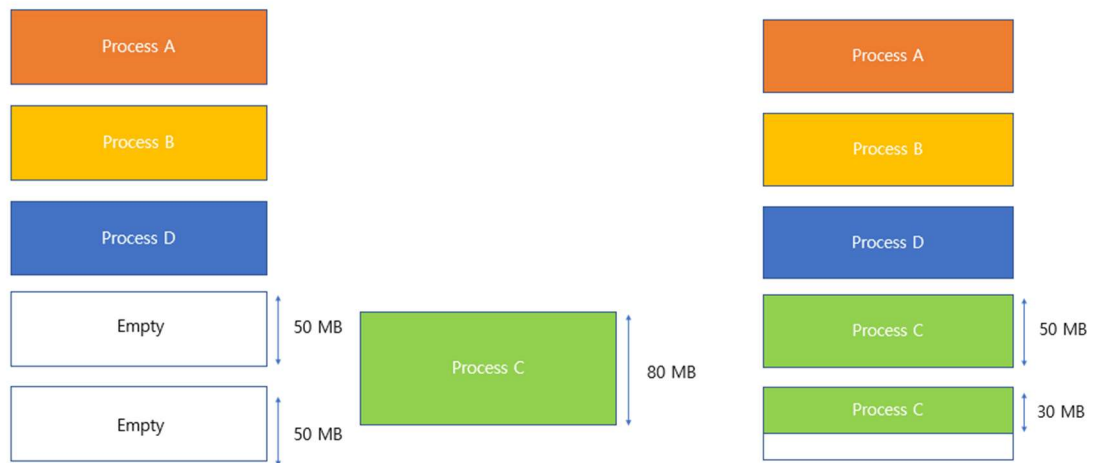 Process A
Process B
Process D
Empty
50 MB
Empty
50 MB
Process C
80 MB
Process A
Process B
Process D
Process C
50 MB
Process C
30 MB